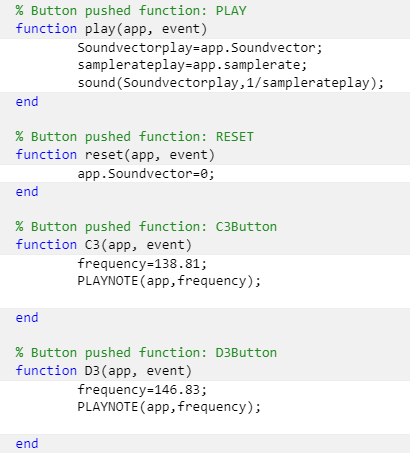 % Button pushed function: PLAY
function play(app, event)
Soundvectorplay=app.Soundvector;
samplerateplay=app.samplerate;
sound(Soundvectorplay,1/samplerateplay);
end
% Button pushed function: RESET
function reset(app, event)
app.Soundvector=0;
end
% Button pushed function: C3Button
function C3(app, event)
frequency=138.81;
PLAYNOTE(app,frequency);
end
% Button pushed function: D3Button
function D3(app, event)
frequency=146.83;
PLAYNOTE(app,frequency);
end